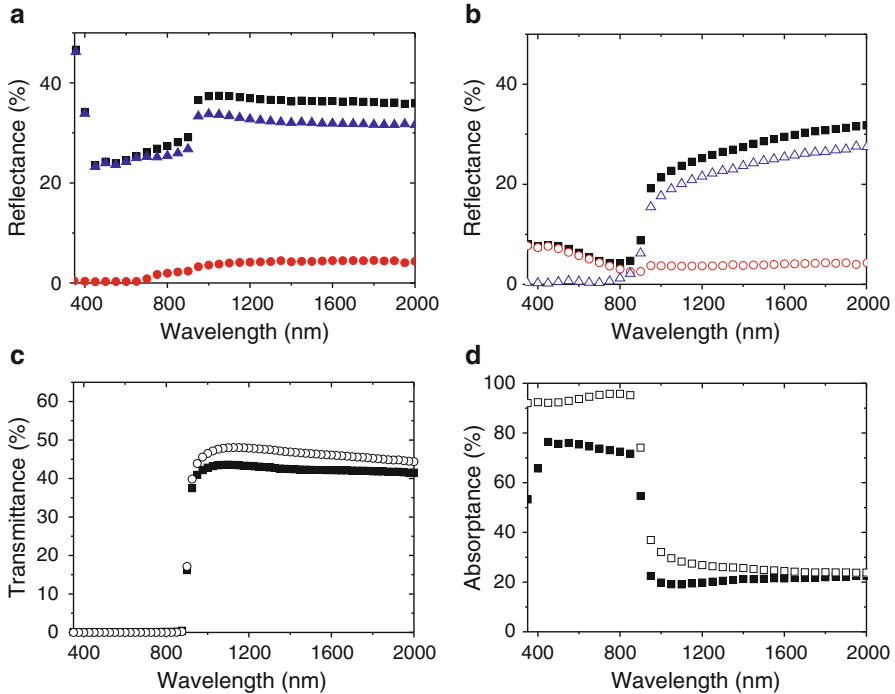 a
b
40
20
0
Reflectance (%)
400 800 1200 1600 2000
Wavelength (nm)
40
20
0
Reflectance (%)
400 800 1200 1600 2000
Wavelength (nm)
c
d
60
50
40
30
20
10
0
Transmittance (%)
400 800 1200 1600 2000
Wavelength (nm)
100
80
60
40
20
0
Absorptance (%)
400 800 1200 1600 2000
Wavelength (nm)